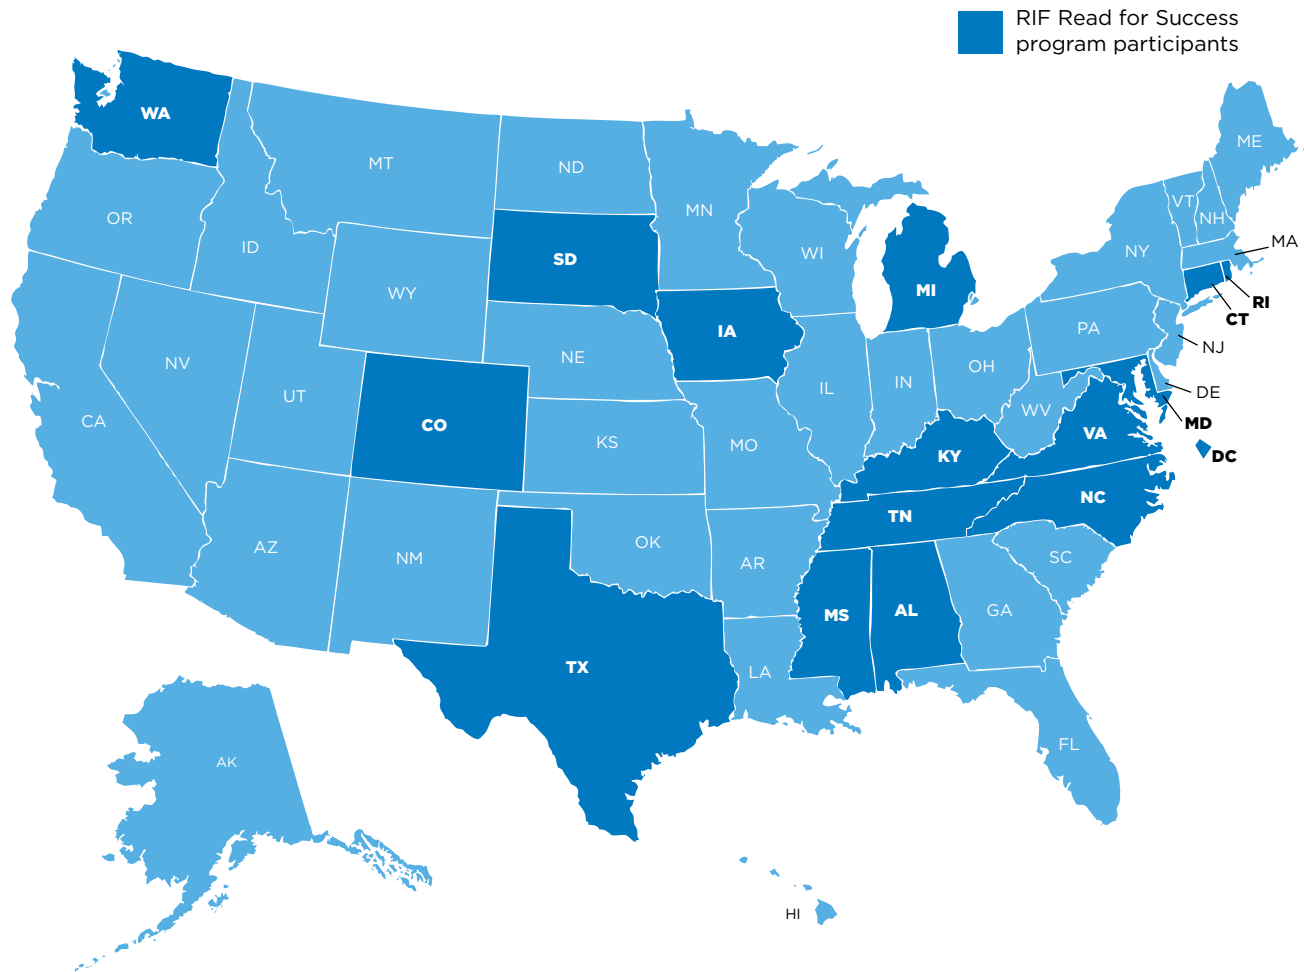 RIF Read for Success
program participants
WA
MT
ND
MN
ME
OR
ID
SD
WI
MI
NY
VT
NH
MA
WY
RI
CT
NV
UT
CO
NE
IA
IL
IN
OH
PA
NJ
DE
MD
CA
KS
MO
KY
WV
VA
DC
AZ
NM
OK
AR
TN
NC
SC
TX
LA
MS
AL
GA
FL
AK
HI